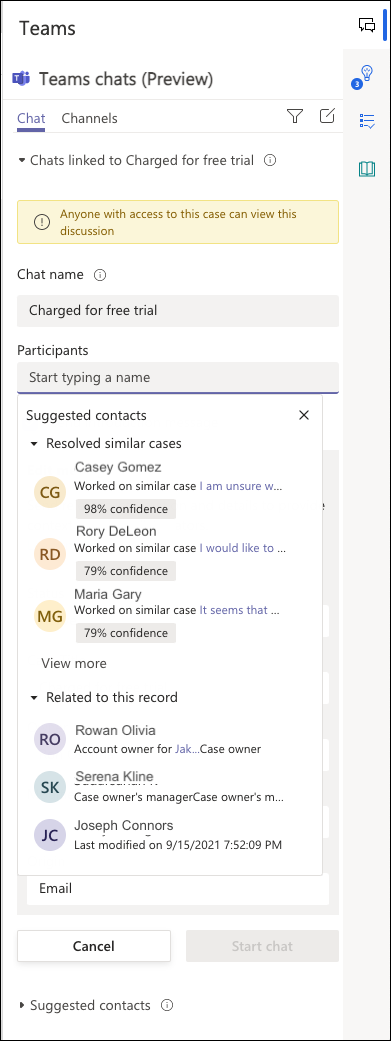 Teams
Teams chats (Preview)
3
Chat Channels
Chats linked to Charged for free trial
Anyone with access to this case can view this
discussion
Chat name
Charged for free trial
Participants
Start typing a name
Suggested contacts
Resolved similar cases
CG
Casey Gomez
Worked on similar case I am unsure w...
98% confidence
RD
Rory DeLeon
Worked on similar case I would like to ...
79% confidence
MG
Maria Gary
Worked on similar case It seems that ...
79% confidence
View more
Related to this record
RO
Rowan Olivia
Account owner for Jak...Case owner
SK
Serena Kline
Case owner's managerCase owner's m...
JC
Joseph Connors
Last modified on 9/15/2021 7:52:09 PM
Email
Cancel Start chat
Suggested contacts